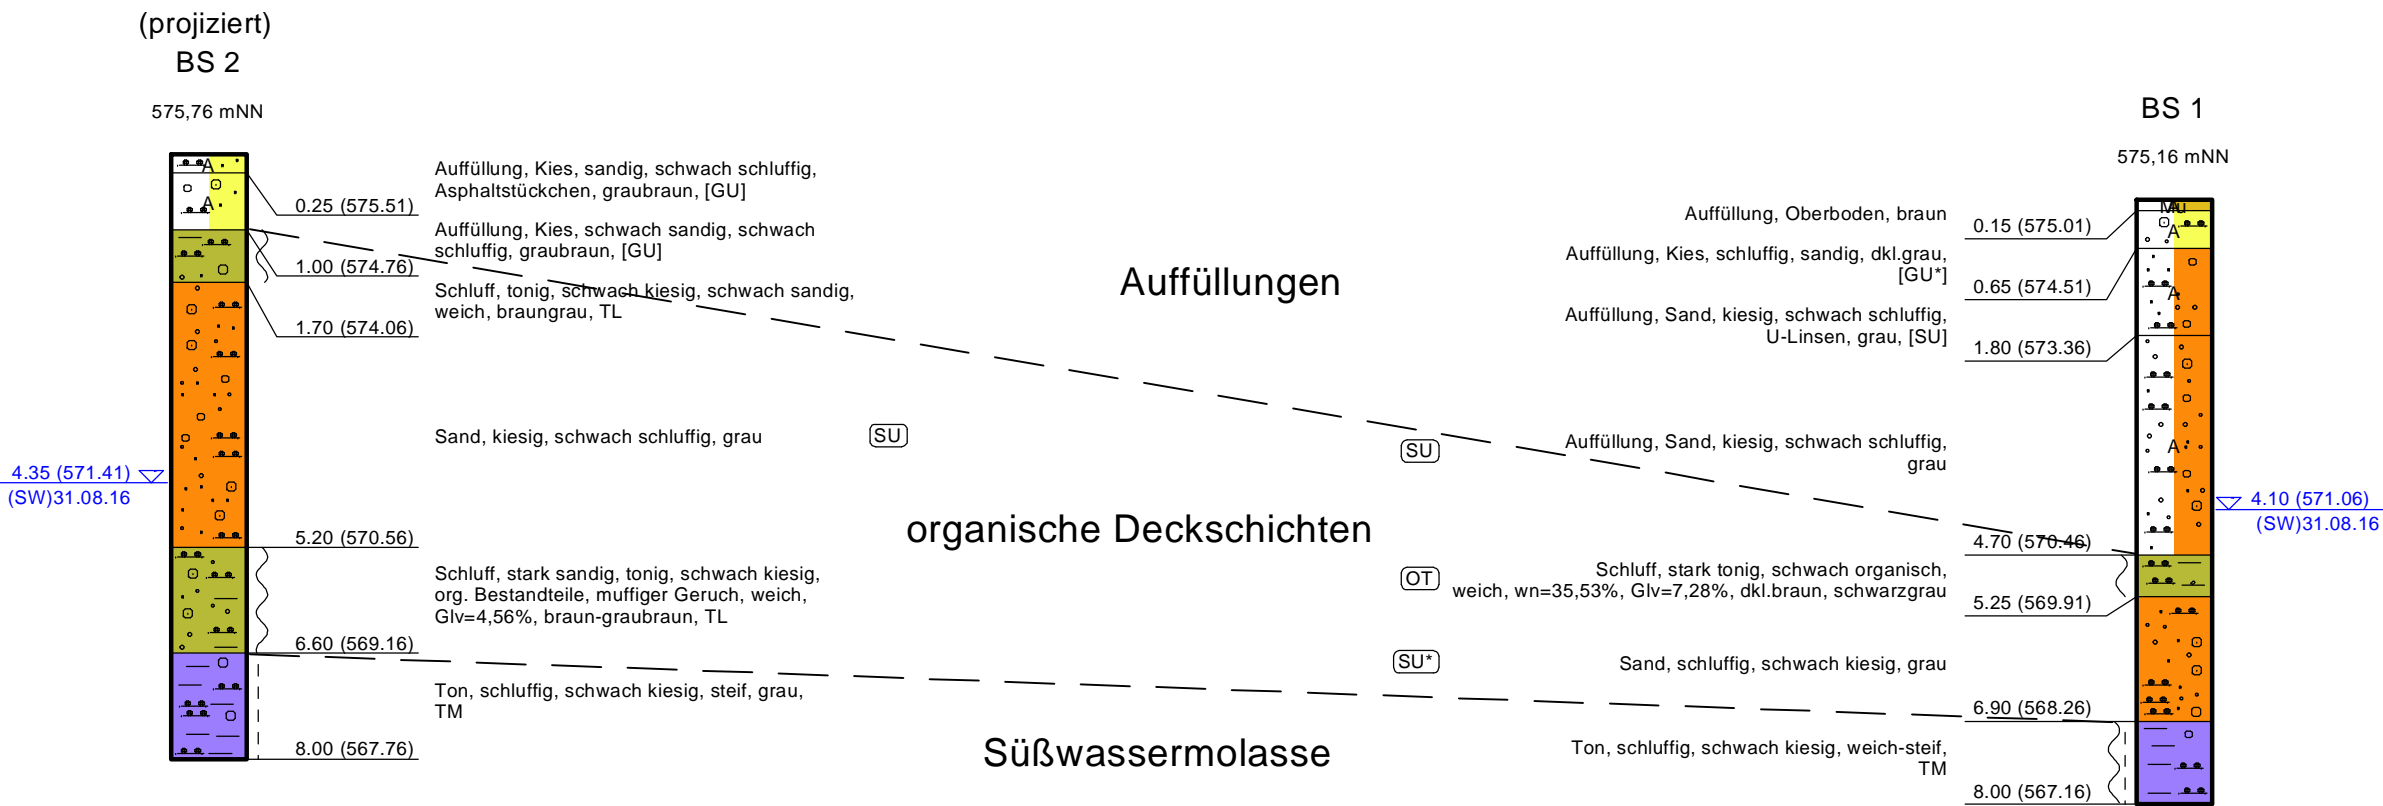 (projiziert)
BS 2
575,76 mNN
A
A
0.25 (575.51)
1.00 (574.76)
1.70 (574.06)
5.20 (570.56)
6.60 (569.16)
8.00 (567.76)
4.35 (571.41)
(SW)31.08.16
Auffüllung, Kies, sandig, schwach schluffig,
Asphaltstückchen, graubraun, [GU]
Auffüllung, Kies, schwach sandig, schwach
schluffig, graubraun, [GU]
Schluff, tonig, schwach kiesig, schwach sandig,
weich, braungrau, TL
Sand, kiesig, schwach schluffig, grau
SU
Schluff, stark sandig, tonig, schwach kiesig,
org. Bestandteile, muffiger Geruch, weich,
Glv=4,56%, braun-graubraun, TL
Ton, schluffig, schwach kiesig, steif, grau,
TM
Auffüllungen
organische Deckschichten
Süßwassermolasse
BS 1
575,16 mNN
Auffüllung, Oberboden, braun
Auffüllung, Kies, schluffig, sandig, dkl.grau,
[GU*]
Auffüllung, Sand, kiesig, schwach schluffig,
U-Linsen, grau, [SU]
SU
Auffüllung, Sand, kiesig, schwach schluffig,
grau
OT
Schluff, stark tonig, schwach organisch,
weich, wn=35,53%, Glv=7,28%, dkl.braun, schwarzgrau
SU*
Sand, schluffig, schwach kiesig, grau
Ton, schluffig, schwach kiesig, weich-steif,
TM
0.15 (575.01)
0.65 (574.51)
1.80 (573.36)
4.70 (570.46)
5.25 (569.91)
6.90 (568.26)
8.00 (567.16)
Mu
A
A
A
A
4.10 (571.06)
(SW)31.08.16